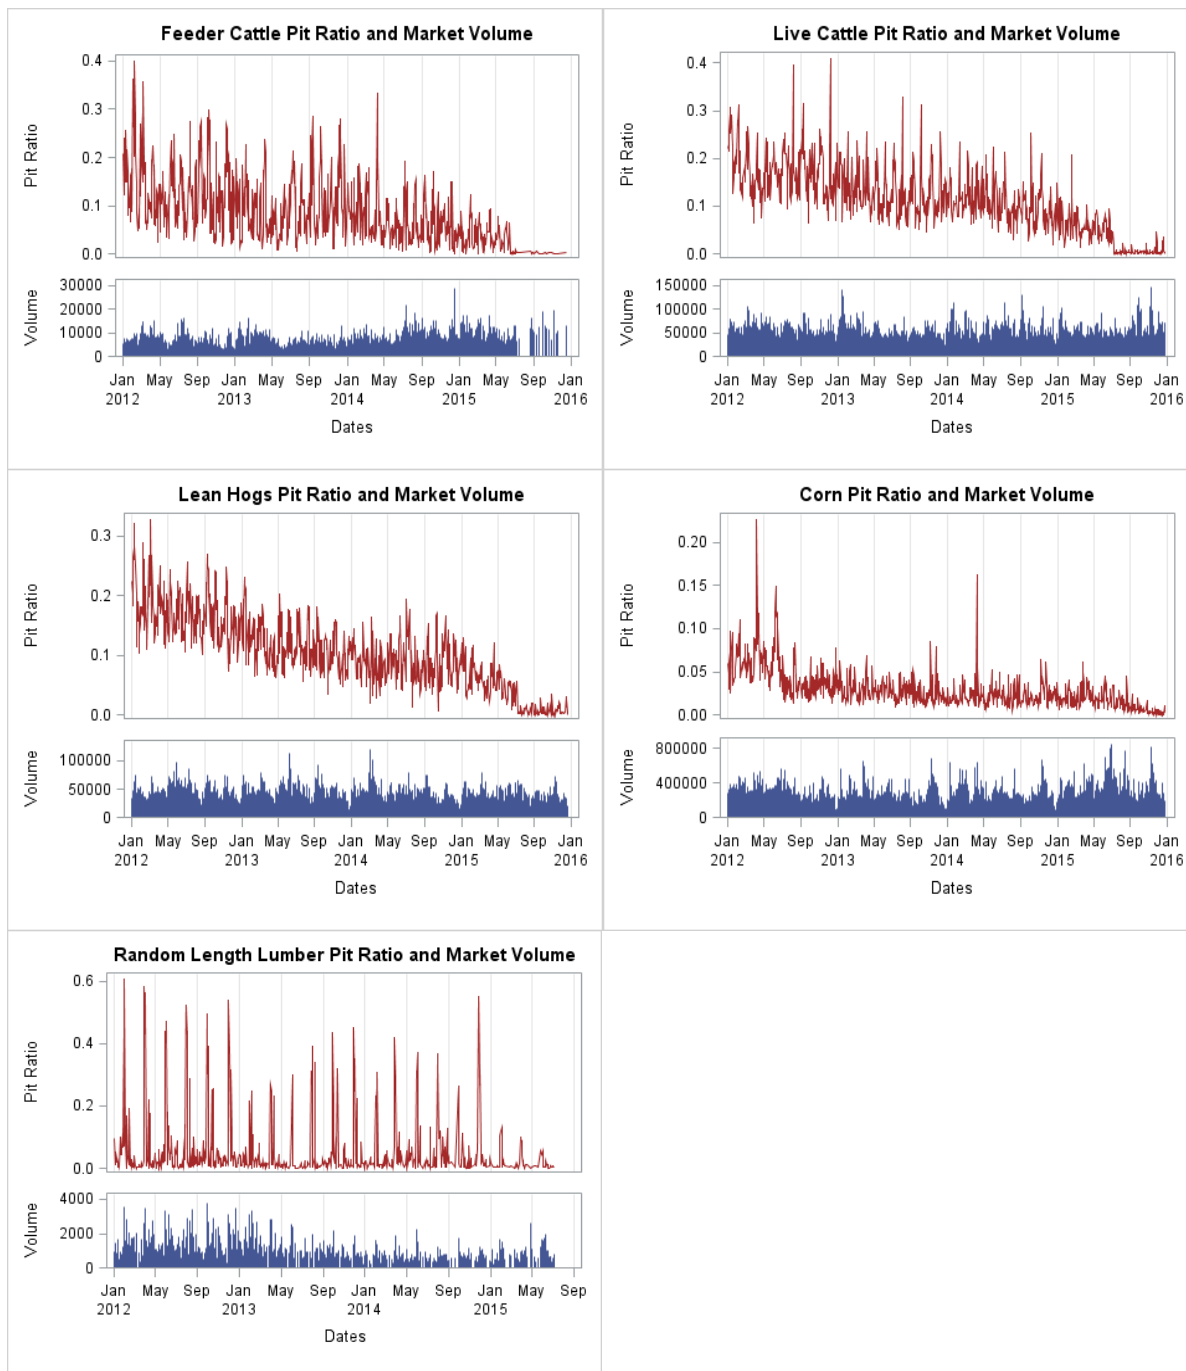 Feeder Cattle Pit Ratio and Market Volume
0.4
0.3
0.2
0.1
0.0
Pit Ratio
30000
20000
10000
0
Volume
Jan May Sep Jan May Sep Jan May Sep Jan May Sep Jan
2012 2013 2014 2015 2016
Dates
Live Cattle Pit Ratio and Market Volume
0.4
0.3
0.2
0.1
0.0
Pit Ratio
150000
100000
50000
0
Volume
Jan May Sep Jan May Sep Jan May Sep Jan May Sep Jan
2012 2013 2014 2015 2016
Dates
Lean Hogs Pit Ratio and Market Volume
0.3
0.2
0.1
0.0
Pit Ratio
100000
50000
0
Volume
Jan May Sep Jan May Sep Jan May Sep Jan May Sep Jan
2012 2013 2014 2015 2016
Dates
Corn Pit Ratio and Market Volume
0.20
0.15
0.10
0.05
0.00
Pit Ratio
800000
400000
0
Volume
Jan May Sep Jan May Sep Jan May Sep Jan May Sep Jan
2012 2013 2014 2015 2016
Dates
Random Length Lumber Pit Ratio and Market Volume
0.6
0.4
0.2
0.0
Pit Ratio
4000
2000
0
Volume
Jan May Sep Jan May Sep Jan May Sep Jan May Sep
2012 2013 2014 2015
Dates